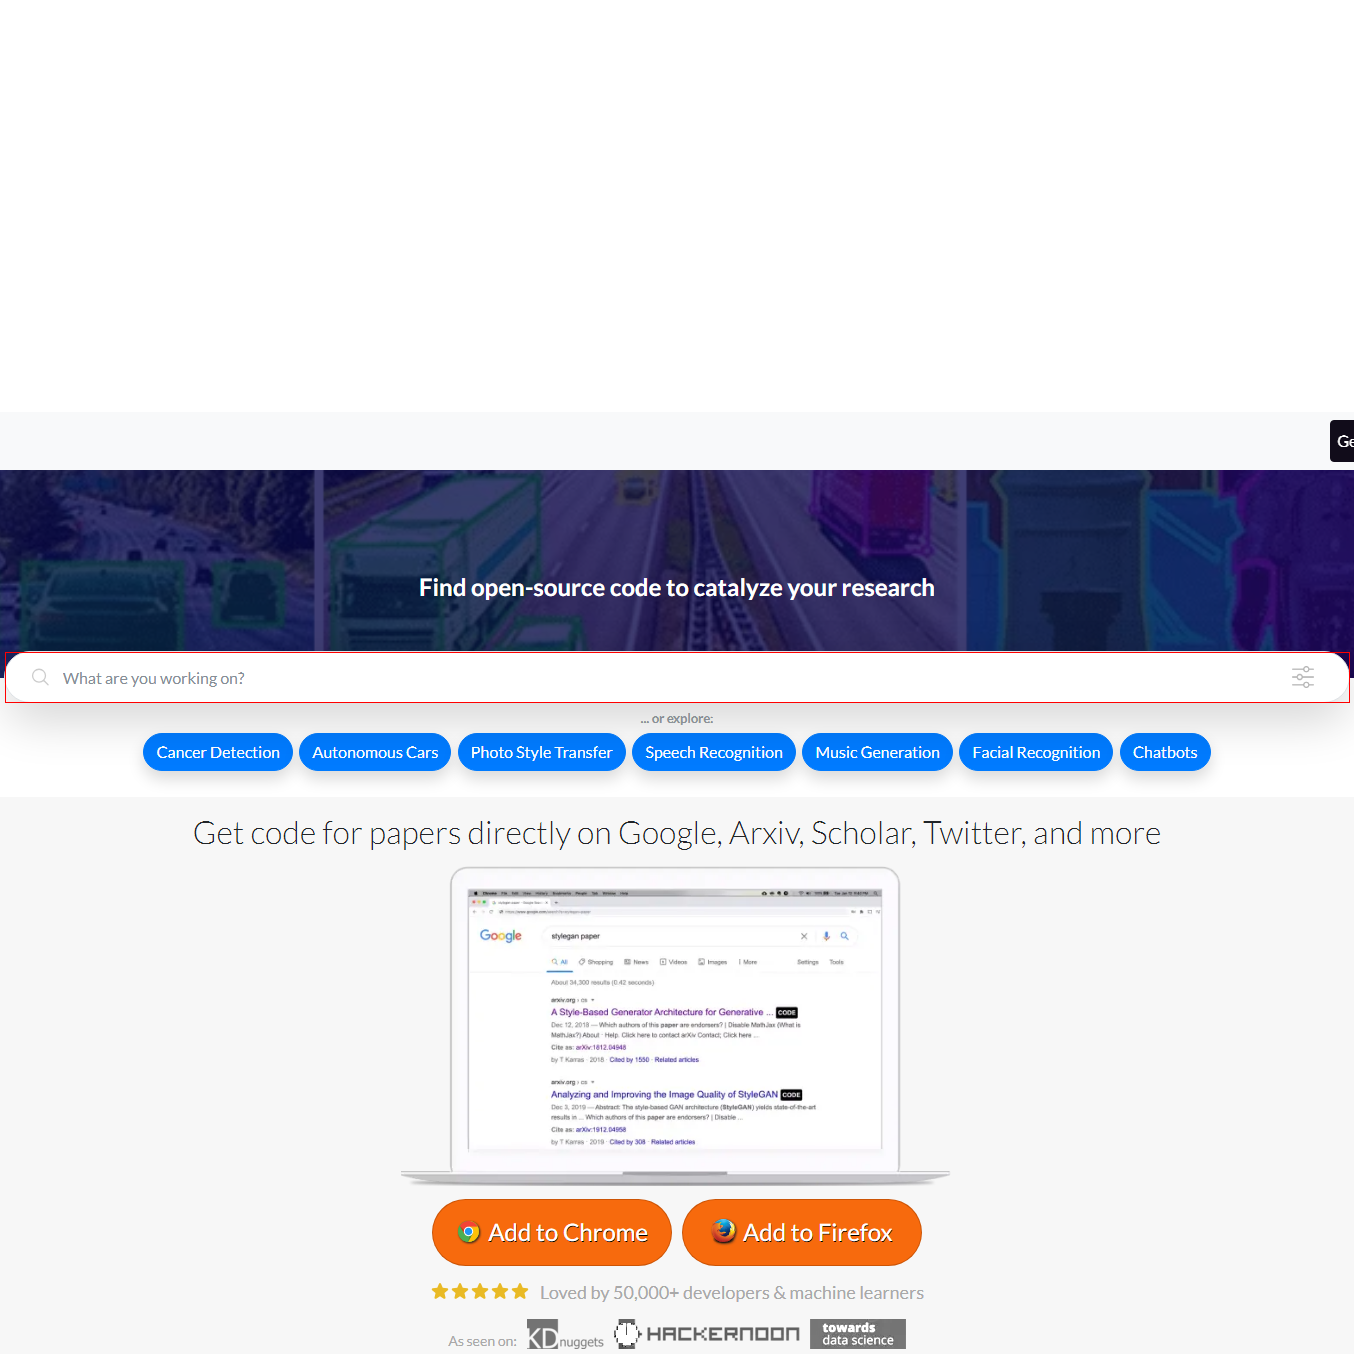 Ge
Find open-source code to catalyze your research
What are you working on?
... or explore:
Cancer Detection Autonomous Cars Photo Style Transfer Speech Recognition Music Generation Facial Recognition Chatbots
Get code for papers directly on Google, Arxiv, Scholar, Twitter, and more
Google stylegan paper
All Shopping News Videos Images More Settings Tools
About 34,300 results (0.42 seconds)
arxiv.org › cs
A Style-Based Generator Architecture for Generative ... CODE
Dec 12, 2018 — Which authors of this paper are endorsers? | Disable MathJax (What is
MathJax?) About · Help. Click here to contact arXiv Contact; Click here ...
Cite as: arXiv:1812.04948
by T Karras · 2018 · Cited by 1550 · Related articles
arxiv.org › cs
Analyzing and Improving the Image Quality of StyleGAN CODE
Dec 3, 2019 — Abstract: The style-based GAN architecture (StyleGAN) yields state-of-the-art
results in ... Which authors of this paper are endorsers? | Disable ...
Cite as: arXiv:1912.04958
by T Karras · 2019 · Cited by 308 · Related articles
Add to Chrome Add to Firefox
Loved by 50,000+ developers & machine learners
As seen on: KD nuggets HACKERNOON towards
data science